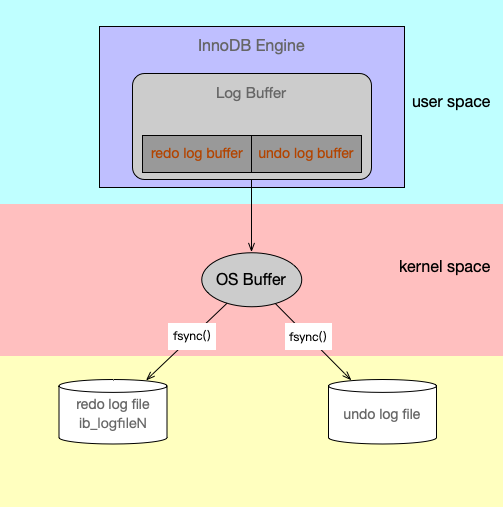 InnoDB Engine
Log Buffer
user space
redo log buffer
undo log buffer
kernel space
OS Buffer
fsync()
fsync()
redo log file
ib_logfileN
undo log file